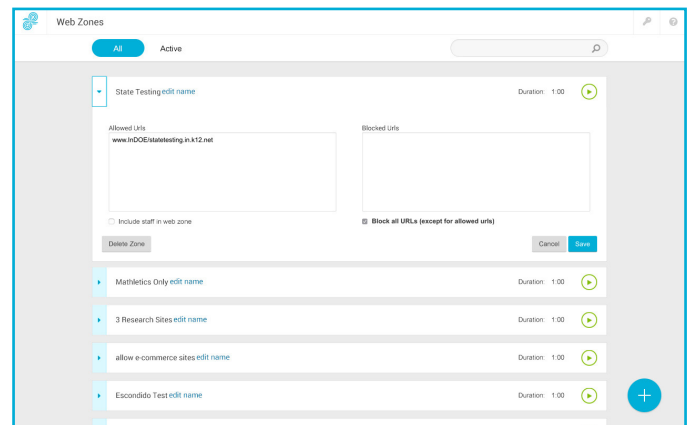 Web Zones
All Active
State Testing edit name Duration 1:00
Allowed Urls Blocked Urls
www.InDOE/statetesting.in.k12.net
Include staff in web zone Block all URLs (except for allowed urls)
Delete Zone Cancel Save
Mathletics Only edit name Duration 1:00
3 Research Sites edit name Duration 1:00
allow e-commerce sites edit name Duration 1:00
Escondido Test edit name Duration 1:00